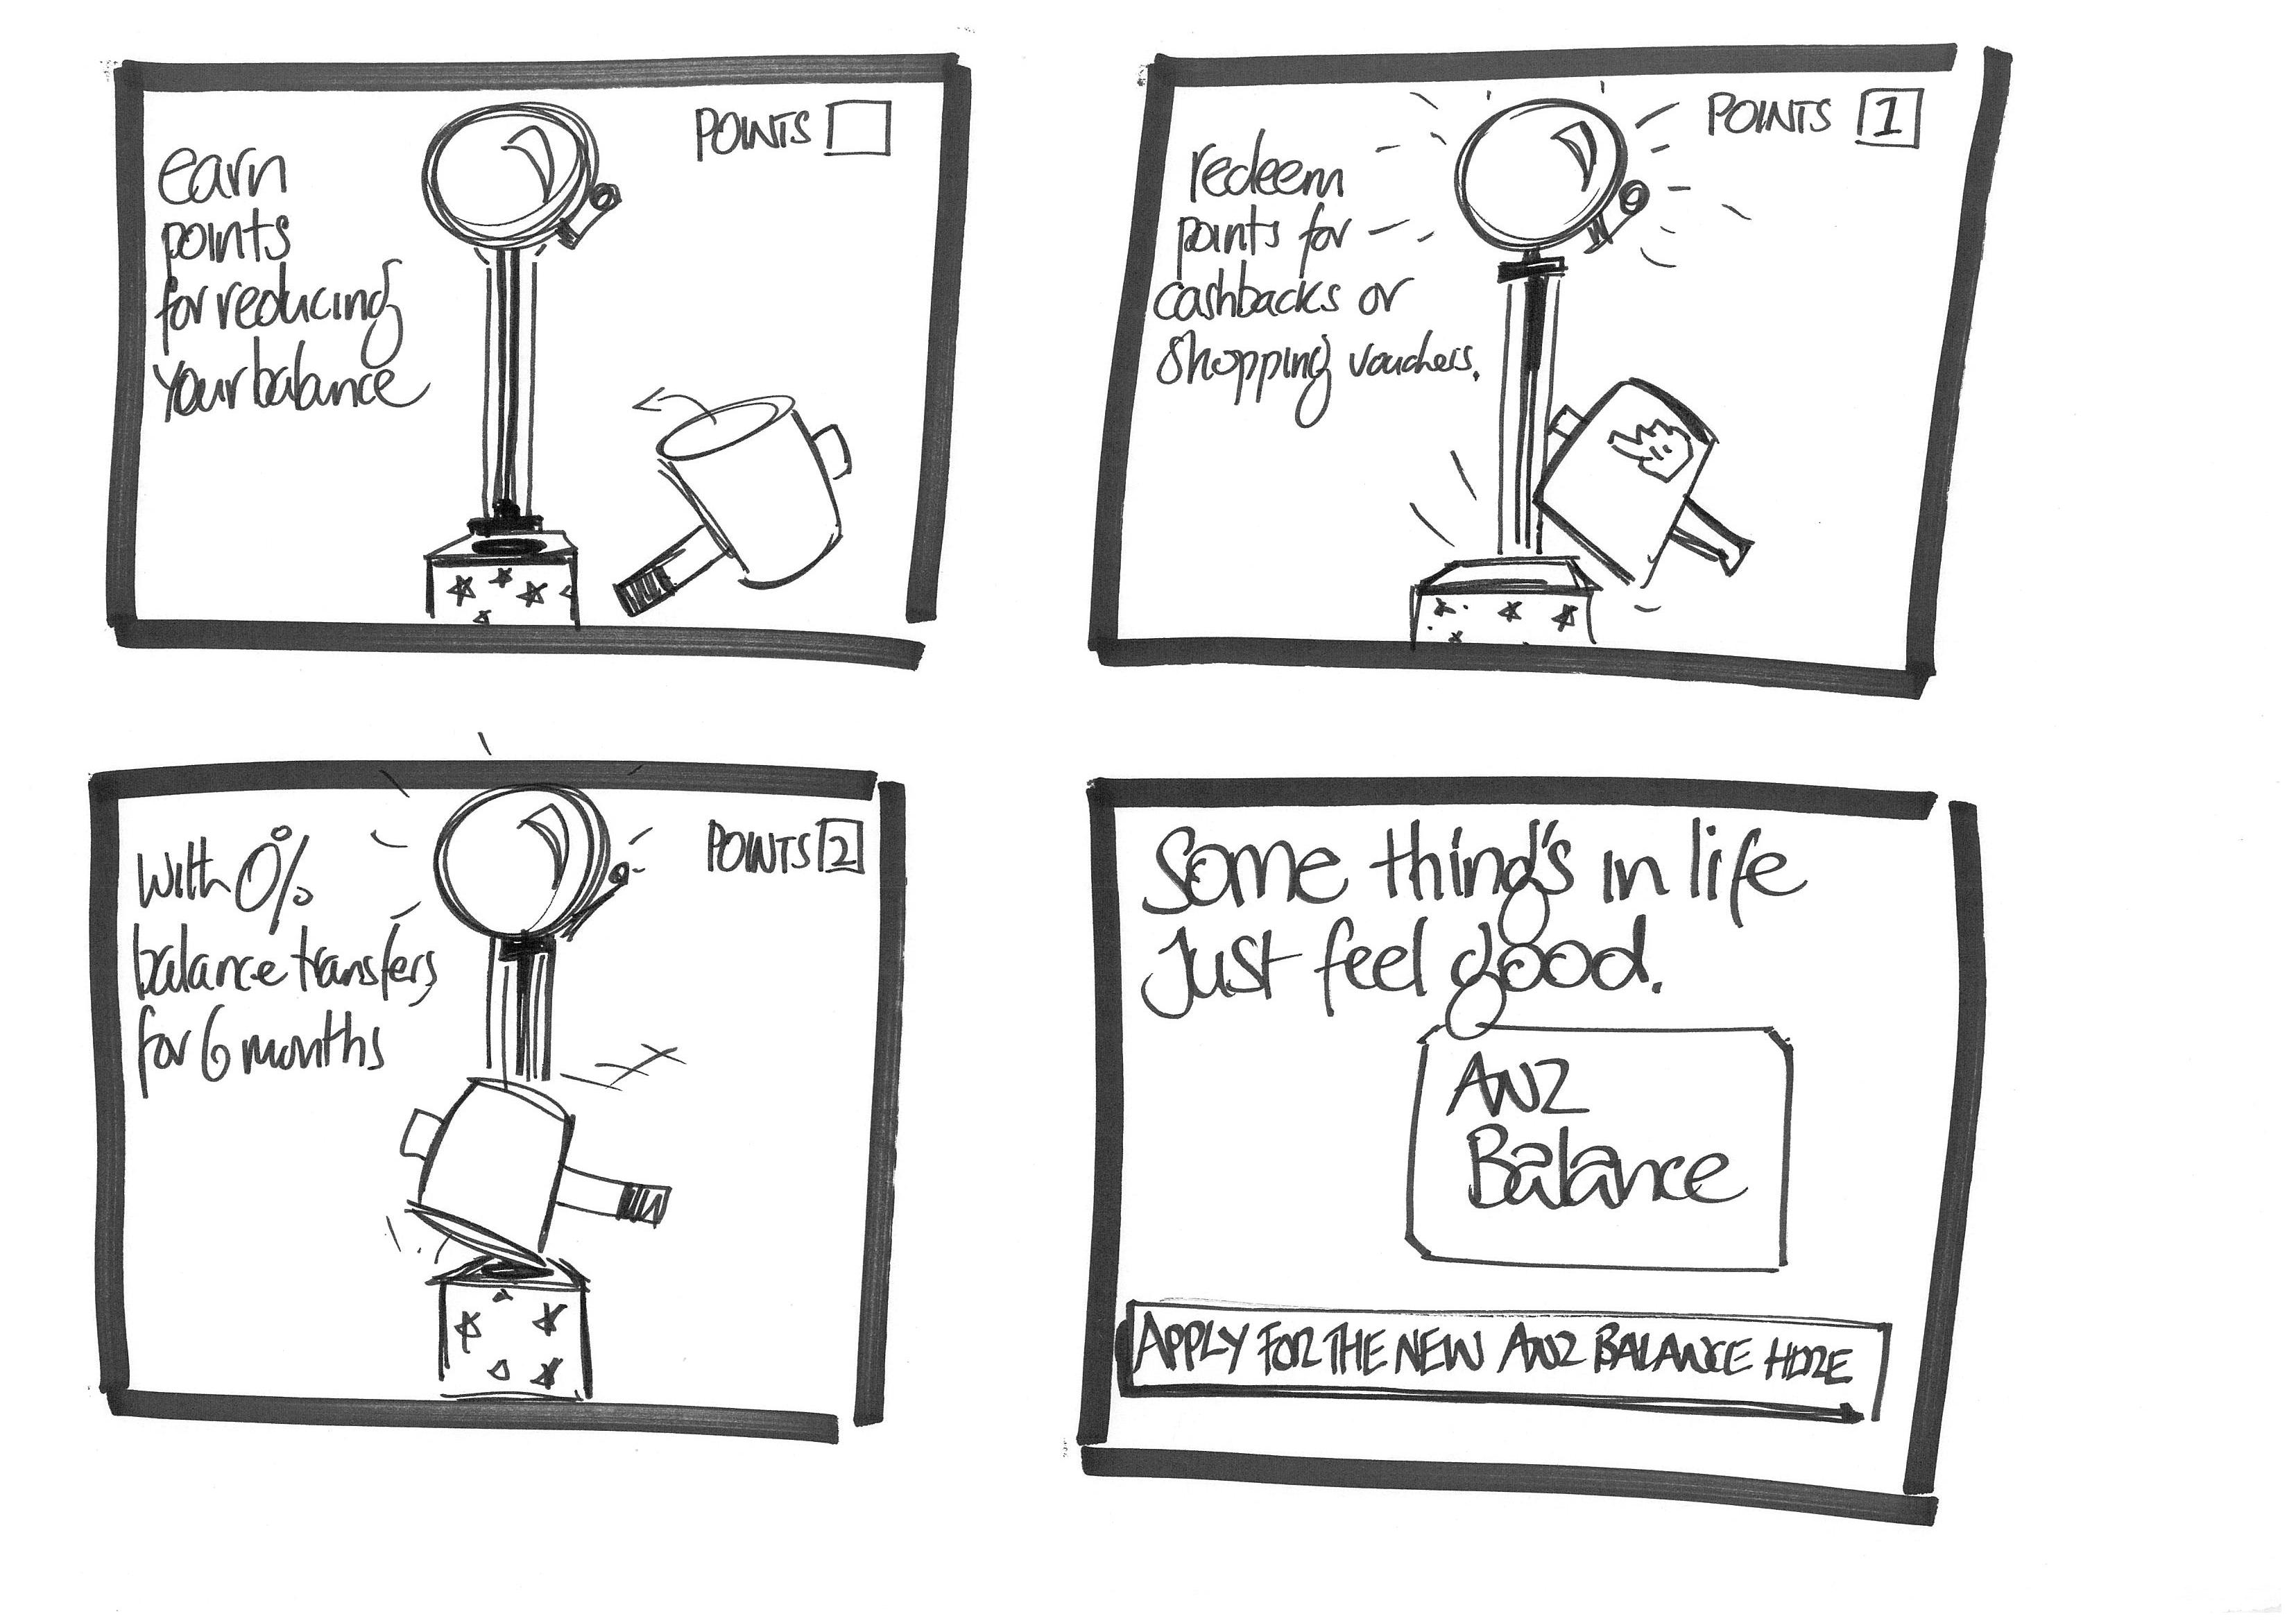 earn
points
for reducing
your balance
POINTS
redeem
points for
cashbacks or
shopping vouchers.
POINTS 1
With 0%
balance transfers
for 6 months
POINTS 2
Some thing's in life
Just feel good.
ANZ
Balance
APPLY FOR THE NEW ANZ BALANCE HERE